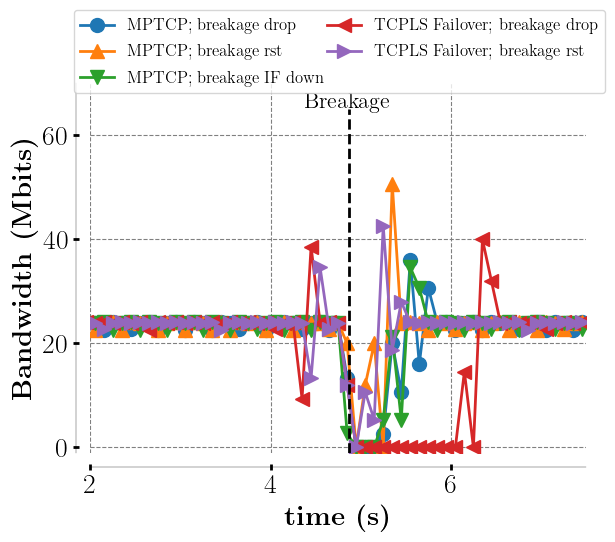 MPTCP; breakage drop
MPTCP; breakage rst
MPTCP; breakage IF down
TCPLS Failover; breakage drop
TCPLS Failover; breakage rst
Breakage
Bandwidth (Mbits)
60
40
20
0
2 4 6
time (s)